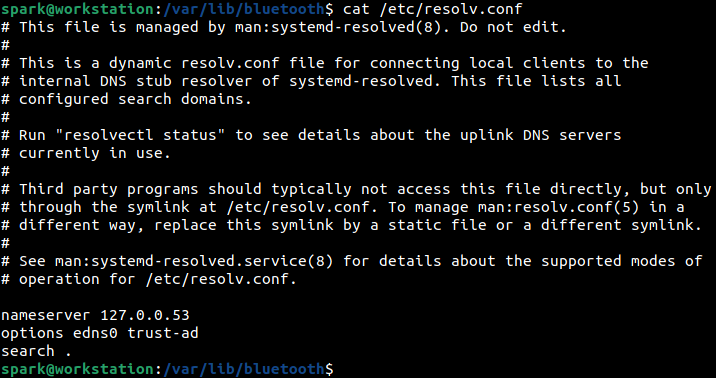 spark@workstation:/var/lib/bluetooth$ cat /etc/resolv.conf
# This file is managed by man:systemd-resolved(8). Do not edit.
#
# This is a dynamic resolv.conf file for connecting local clients to the
# internal DNS stub resolver of systemd-resolved. This file lists all
# configured search domains.
#
# Run "resolvectl status" to see details about the uplink DNS servers
# currently in use.
#
# Third party programs should typically not access this file directly, but only
# through the symlink at /etc/resolv.conf. To manage man:resolv.conf(5) in a
# different way, replace this symlink by a static file or a different symlink.
#
# See man:systemd-resolved.service(8) for details about the supported modes of
# operation for /etc/resolv.conf.

nameserver 127.0.0.53
options edns0 trust-ad
search .
spark@workstation:/var/lib/bluetooth$